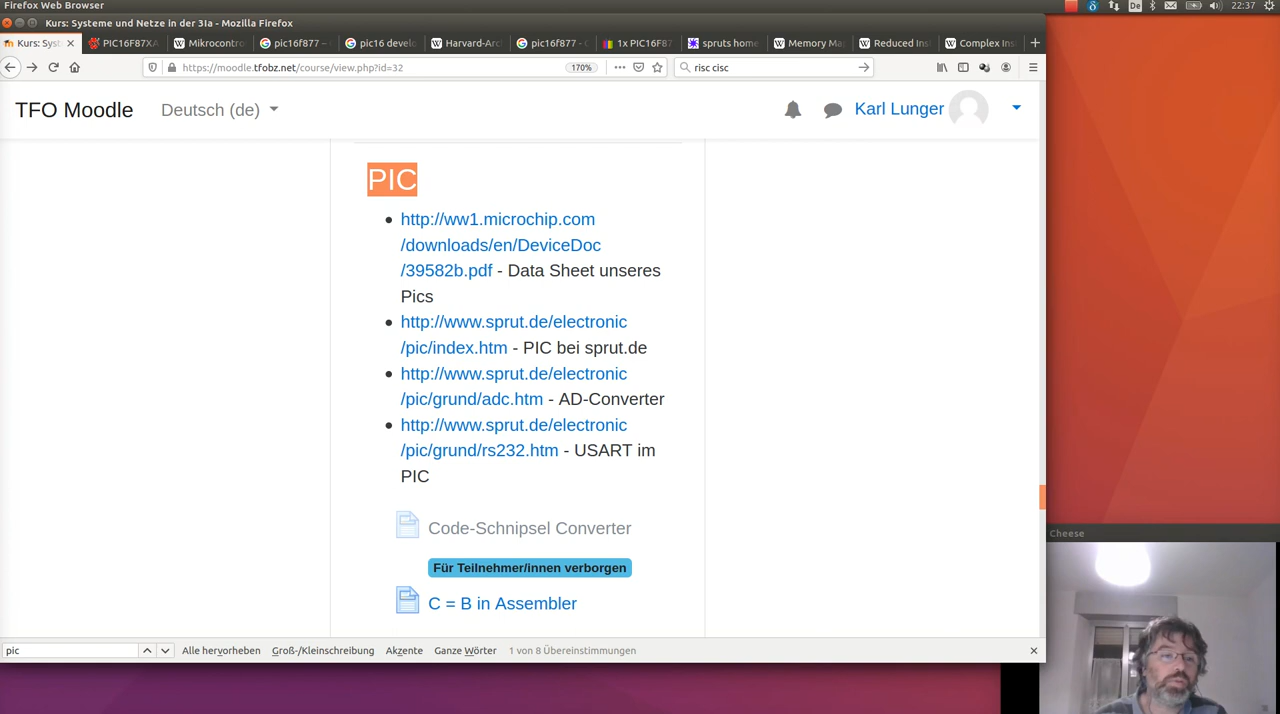 Firefox Web Browser
De
22:37
Kurs: Systeme und Netze in der 3Ia - Mozilla Firefox
Kurs: Sys
PIC16F87XA
Mikrocontro
pic16f877 –
pic16 develo
Harvard-Arc
pic16f877 -
1x PIC16F87
spruts home
Memory Ma
Reduced Ins
Complex Ins
https://moodle.tfobz.net/course/view.php?id=32
170%
risc cisc
TFO Moodle
Deutsch (de)
Karl Lunger
PIC
http://ww1.microchip.com
/downloads/en/DeviceDoc
/39582b.pdf - Data Sheet unseres
Pics
http://www.sprut.de/electronic
/pic/index.htm - PIC bei sprut.de
http://www.sprut.de/electronic
/pic/grund/adc.htm - AD-Converter
http://www.sprut.de/electronic
/pic/grund/rs232.htm - USART im
PIC
Code-Schnipsel Converter
Für Teilnehmer/innen verborgen
C = B in Assembler
Cheese
pic
Alle hervorheben
Groß-/Kleinschreibung
Akzente
Ganze Wörter
1 von 8 Übereinstimmungen